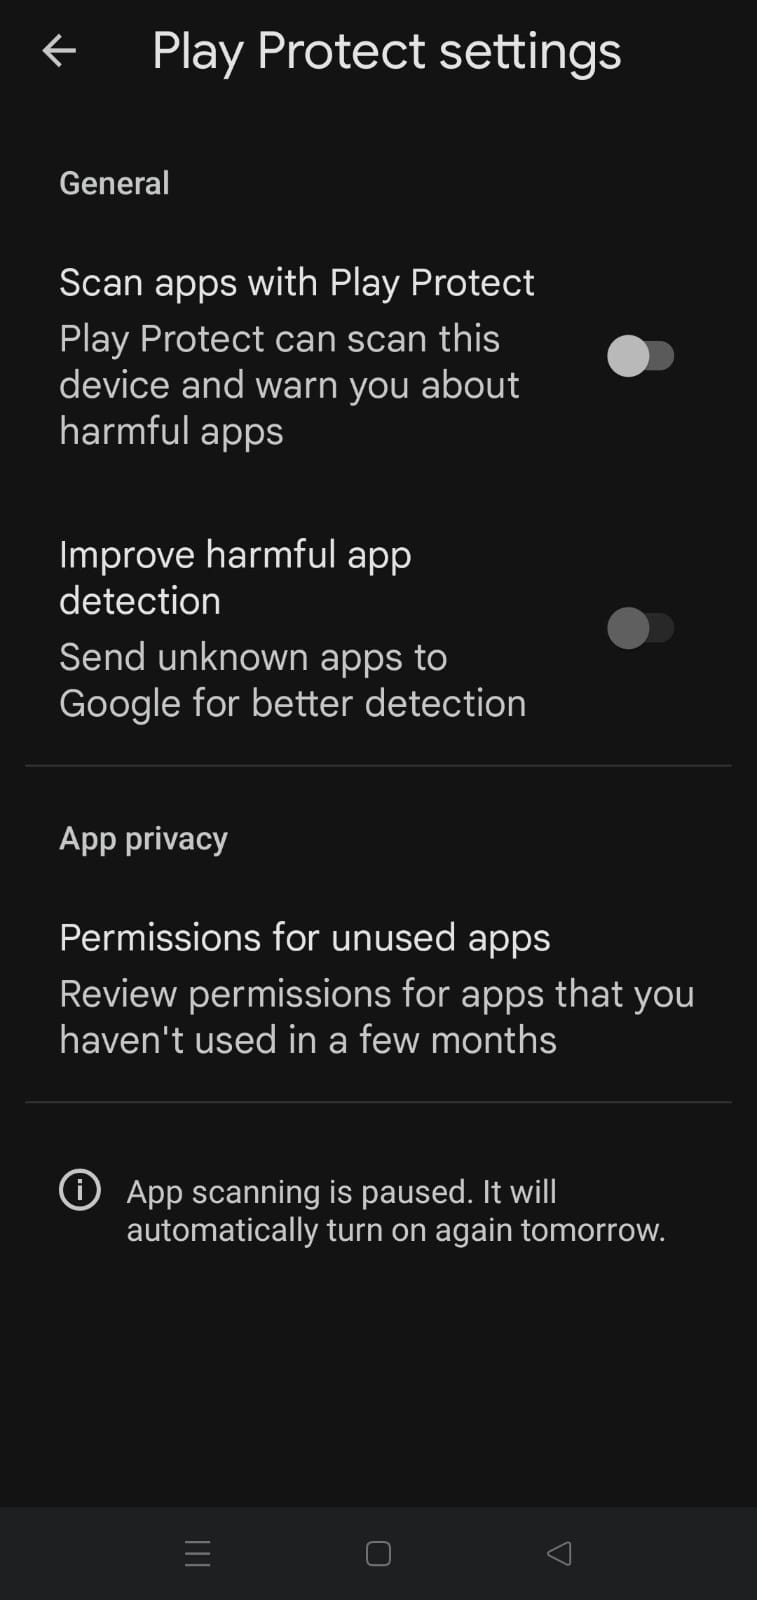 Play Protect settings
General
Scan apps with Play Protect
Play Protect can scan this
device and warn you about
harmful apps
Improve harmful app
detection
Send unknown apps to
Google for better detection
App privacy
Permissions for unused apps
Review permissions for apps that you
haven't used in a few months
App scanning is paused. It will
automatically turn on again tomorrow.